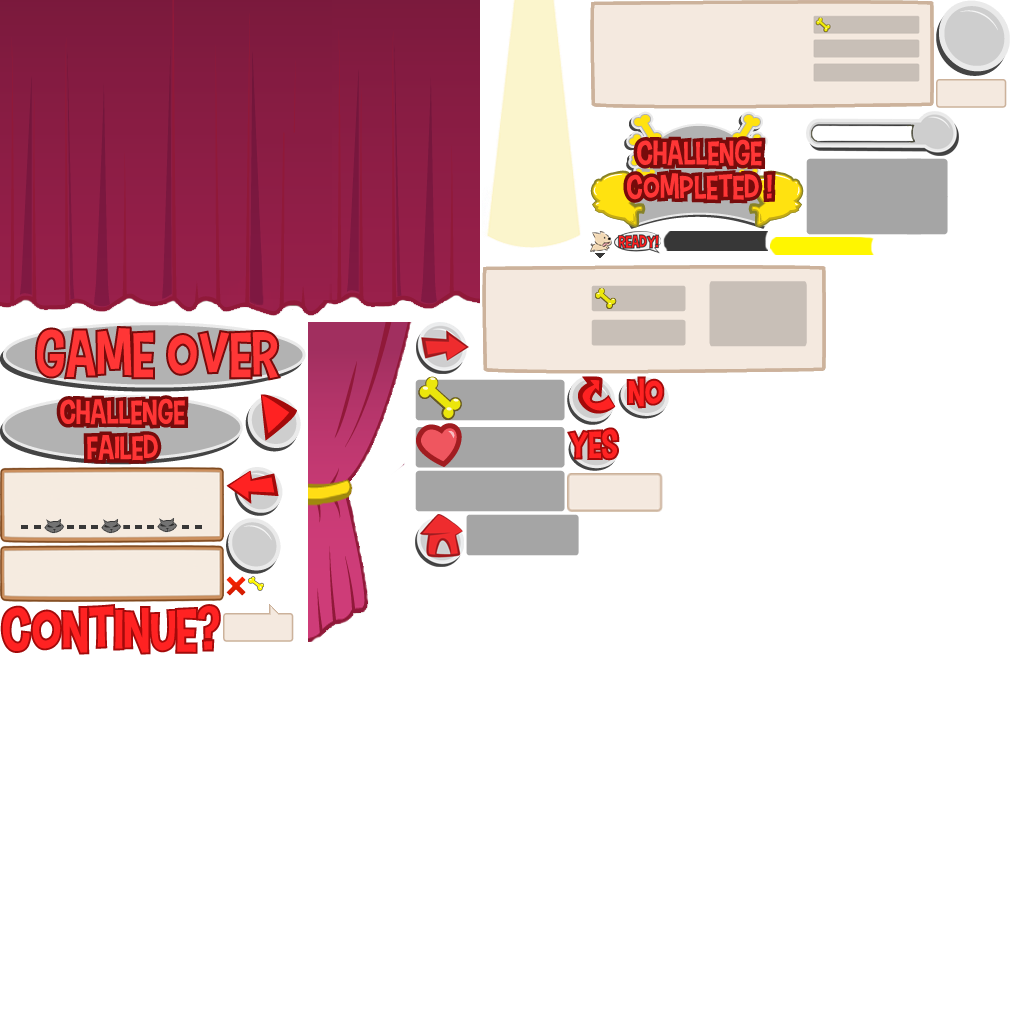 CHALLENGE
COMPLETED!
READY!
GAME OVER
CHALLENGE
FAILED
NO
YES
CONTINUE?